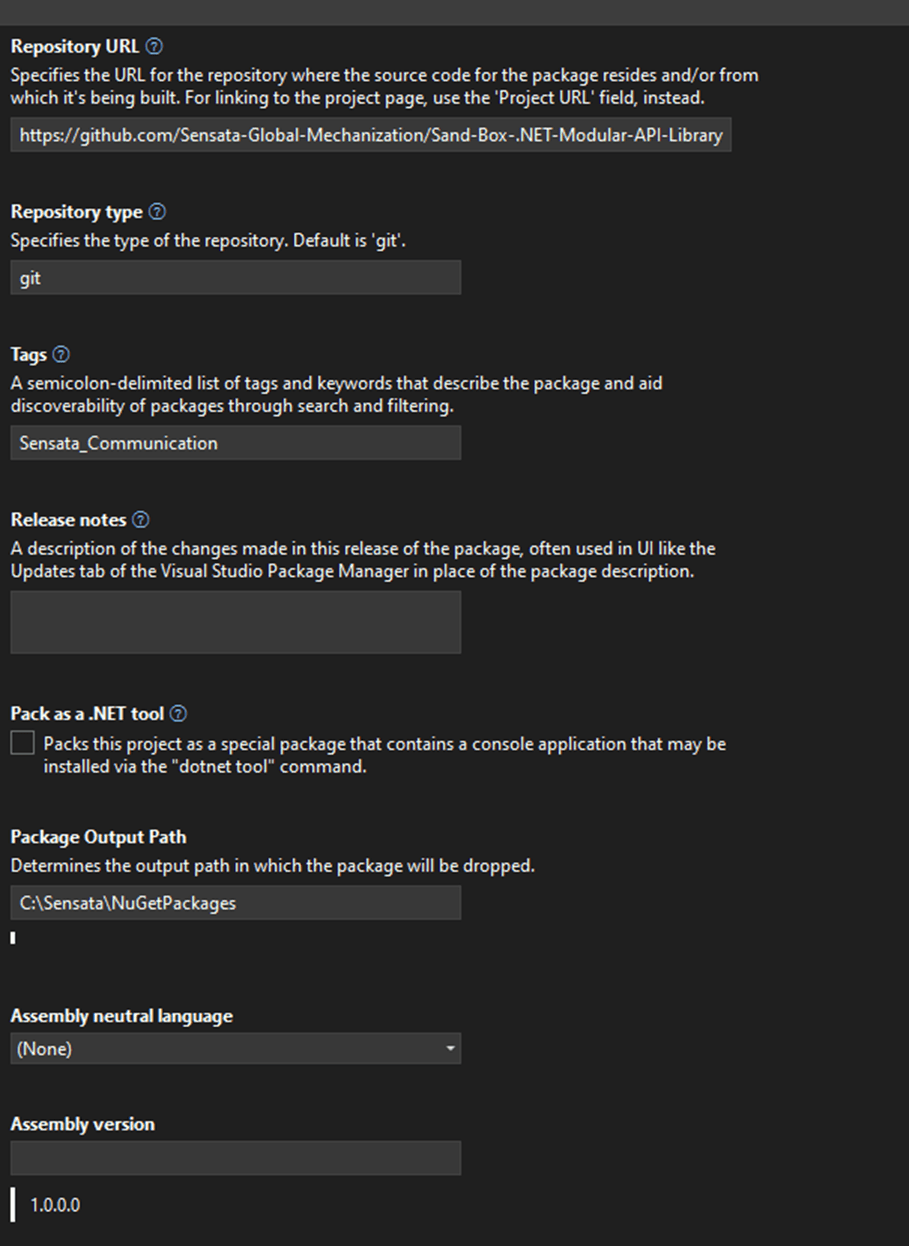 Repository URL
Specifies the URL for the repository where the source code for the package resides and/or from
which it's being built. For linking to the project page, use the 'Project URL' field, instead.
https://github.com/Sensata-Global-Mechanization/Sand-Box-.NET-Modular-API-Library
Repository type
Specifies the type of the repository. Default is 'git'.
git
Tags
A semicolon-delimited list of tags and keywords that describe the package and aid
discoverability of packages through search and filtering.
Sensata_Communication
Release notes
A description of the changes made in this release of the package, often used in UI like the
Updates tab of the Visual Studio Package Manager in place of the package description.
Pack as a .NET tool
Packs this project as a special package that contains a console application that may be
installed via the "dotnet tool" command.
Package Output Path
Determines the output path in which the package will be dropped.
C:\Sensata\NuGetPackages
Assembly neutral language
(None)
Assembly version
1.0.0.0